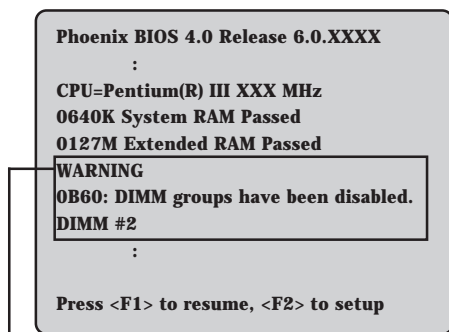 Phoenix BIOS 4.0 Release 6.0.XXXX
:
CPU=Pentium(R) III XXX MHz
0640K System RAM Passed
0127M Extended RAM Passed
WARNING
0B60: DIMM groups have been disabled.
DIMM #2
:
Press <F1> to resume, <F2> to setup